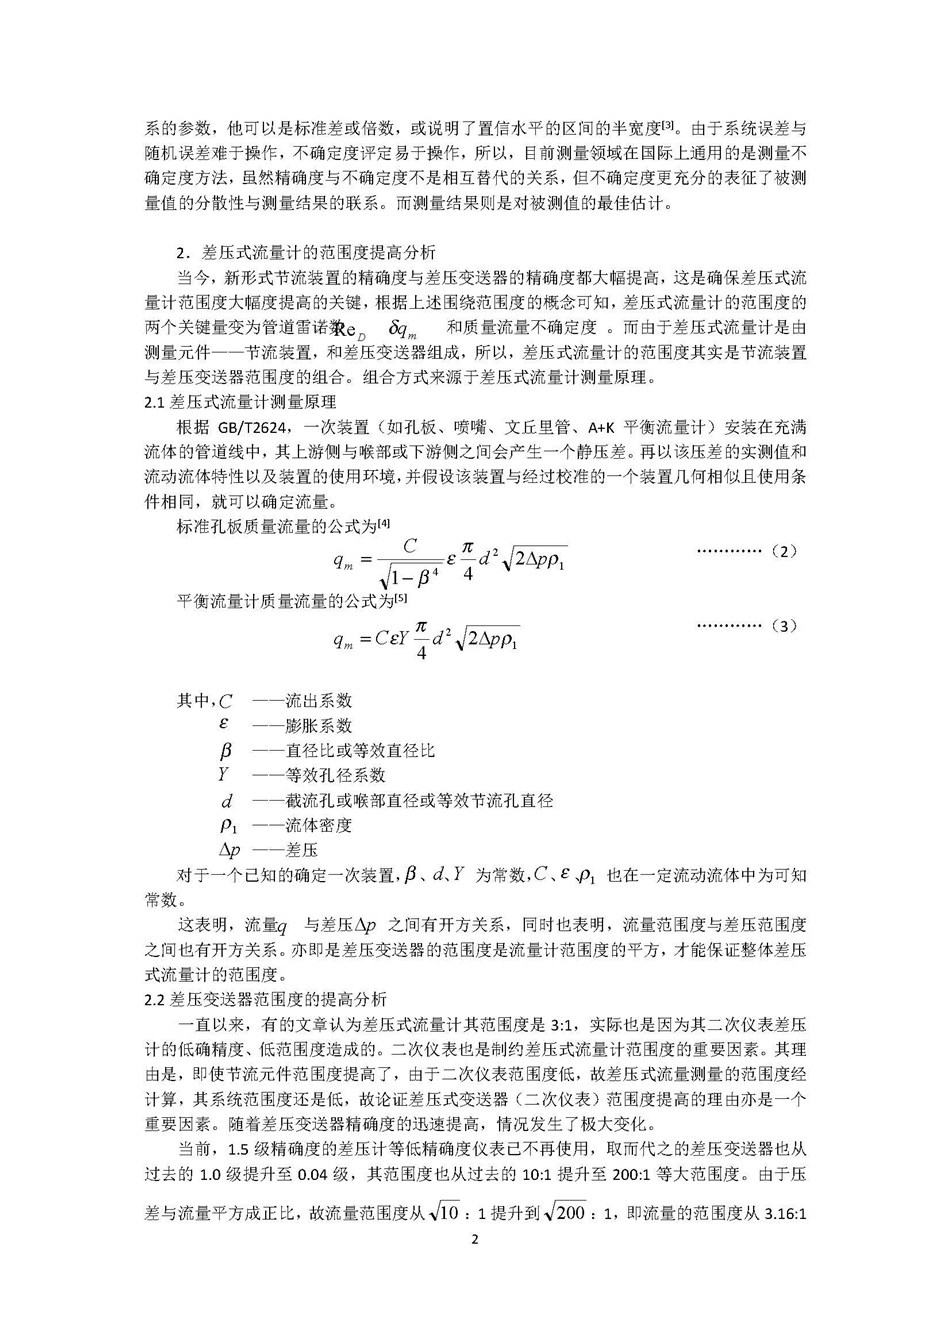 系的参数，他可以是标准差或倍数，或说明了置信水平的区间的半宽度[3]。由于系统误差与
随机误差难于操作，不确定度评定易于操作，所以，目前测量领域在国际上通用的是测量不
确定度方法，虽然精确度与不确定度不是相互替代的关系，但不确定度更充分的表征了被测
量值的分散性与测量结果的联系。而测量结果则是对被测值的最佳估计。
2．差压式流量计的范围度提高分析
当今，新形式节流装置的精确度与差压变送器的精确度都大幅提高，这是确保差压式流
量计范围度大幅度提高的关键，根据上述围绕范围度的概念可知，差压式流量计的范围度的
两个关键量变为管道雷诺数Re_D δq_m 和质量流量不确定度 。而由于差压式流量计是由
测量元件——节流装置，和差压变送器组成，所以，差压式流量计的范围度其实是节流装置
与差压变送器范围度的组合。组合方式来源于差压式流量计测量原理。
2.1 差压式流量计测量原理
根据 GB/T2624，一次装置（如孔板、喷嘴、文丘里管、A+K 平衡流量计）安装在充满
流体的管道线中，其上游侧与喉部或下游侧之间会产生一个静压差。再以该压差的实测值和
流动流体特性以及装置的使用环境，并假设该装置与经过校准的一个装置几何相似且使用条
件相同，就可以确定流量。
标准孔板质量流量的公式为[4]
q_m = C/√(1−β⁴) ε π/4 d² √(2Δpρ₁) …………（2）
平衡流量计质量流量的公式为[5]
q_m = CεY π/4 d² √(2Δpρ₁) …………（3）
其中，C ——流出系数
ε ——膨胀系数
β ——直径比或等效直径比
Y ——等效孔径系数
d ——截流孔或喉部直径或等效节流孔直径
ρ₁ ——流体密度
Δp ——差压
对于一个已知的确定一次装置，β、d、Y 为常数，C、ε、ρ₁ 也在一定流动流体中为可知
常数。
这表明，流量q 与差压Δp 之间有开方关系，同时也表明，流量范围度与差压范围度
之间也有开方关系。亦即是差压变送器的范围度是流量计范围度的平方，才能保证整体差压
式流量计的范围度。
2.2 差压变送器范围度的提高分析
一直以来，有的文章认为差压式流量计其范围度是 3:1，实际也是因为其二次仪表差压
计的低确精度、低范围度造成的。二次仪表也是制约差压式流量计范围度的重要因素。其理
由是，即使节流元件范围度提高了，由于二次仪表范围度低，故差压式流量测量的范围度经
计算，其系统范围度还是低，故论证差压式变送器（二次仪表）范围度提高的理由亦是一个
重要因素。随着差压变送器精确度的迅速提高，情况发生了极大变化。
当前，1.5 级精确度的差压计等低精确度仪表已不再使用，取而代之的差压变送器也从
过去的 1.0 级提升至 0.04 级，其范围度也从过去的 10:1 提升至 200:1 等大范围度。由于压
差与流量平方成正比，故流量范围度从 √10 ：1 提升到 √200 ：1，即流量的范围度从 3.16:1
2